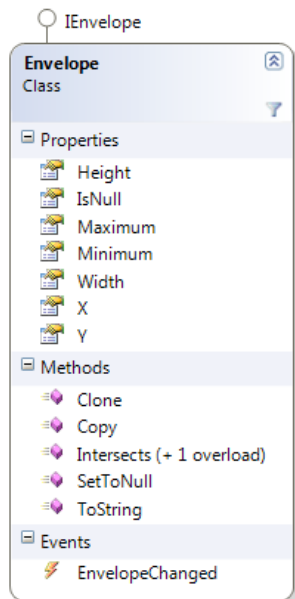 IEnvelope
Envelope
Class
Properties
Height
IsNull
Maximum
Minimum
Width
X
Y
Methods
Clone
Copy
Intersects (+ 1 overload)
SetToNull
ToString
Events
EnvelopeChanged